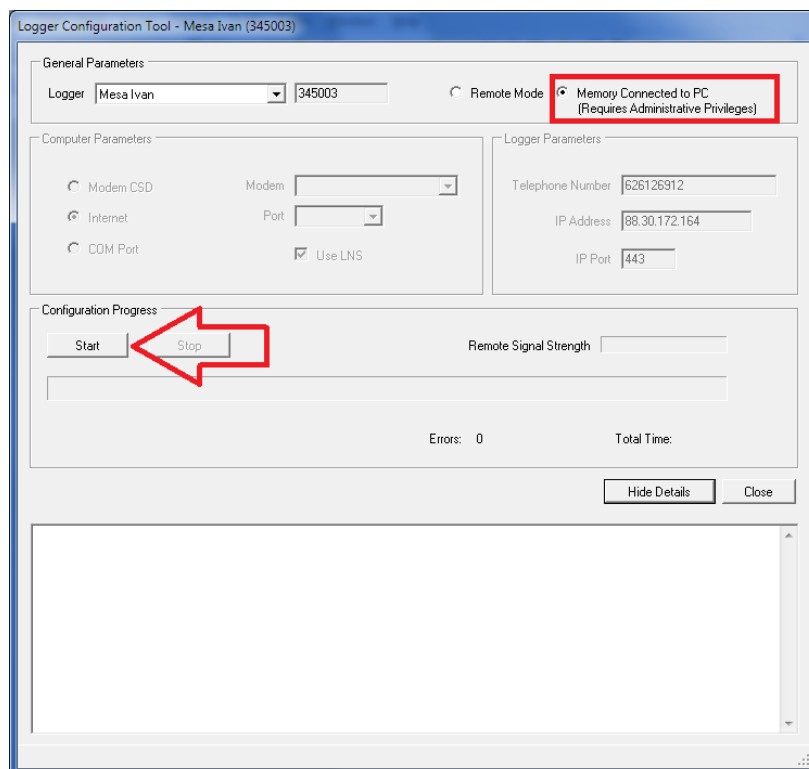 Logger Configuration Tool - Mesa Ivan (345003)
General Parameters
Logger Mesa Ivan 345003 Remote Mode Memory Connected to PC
(Requires Administrative Privileges)
Computer Parameters Logger Parameters
Modem CSD Modem Telephone Number 626126912
Internet Port IP Address 88.30.172.164
COM Port Use LNS IP Port 443
Configuration Progress
Start Stop Remote Signal Strength
Errors: 0 Total Time:
Hide Details Close